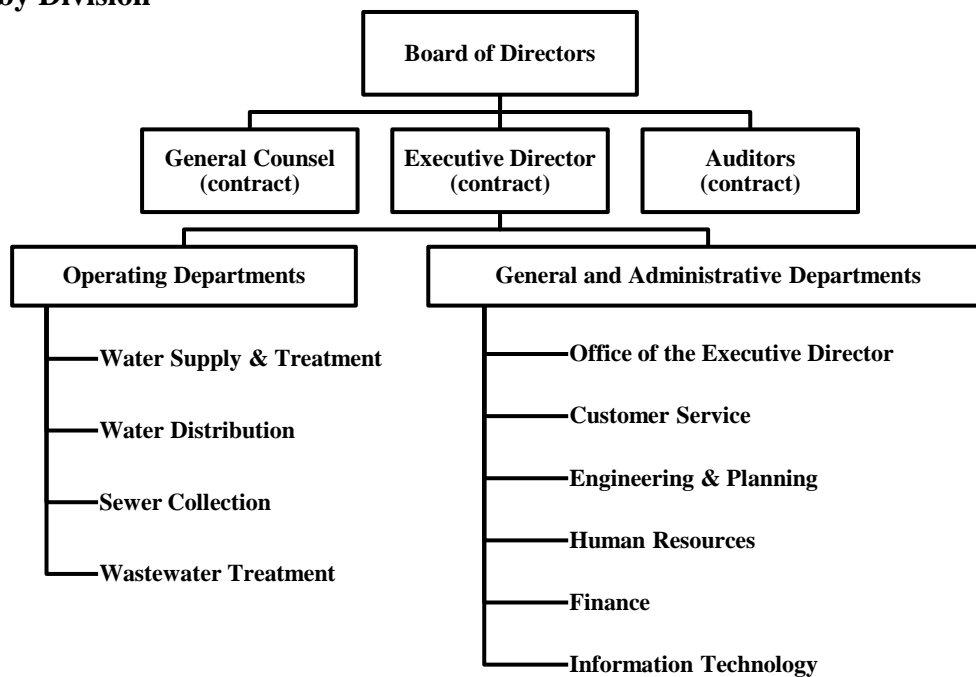 by Division
Board of Directors
General Counsel
(contract)
Executive Director
(contract)
Auditors
(contract)
Operating Departments
General and Administrative Departments
Water Supply & Treatment
Water Distribution
Sewer Collection
Wastewater Treatment
Office of the Executive Director
Customer Service
Engineering & Planning
Human Resources
Finance
Information Technology